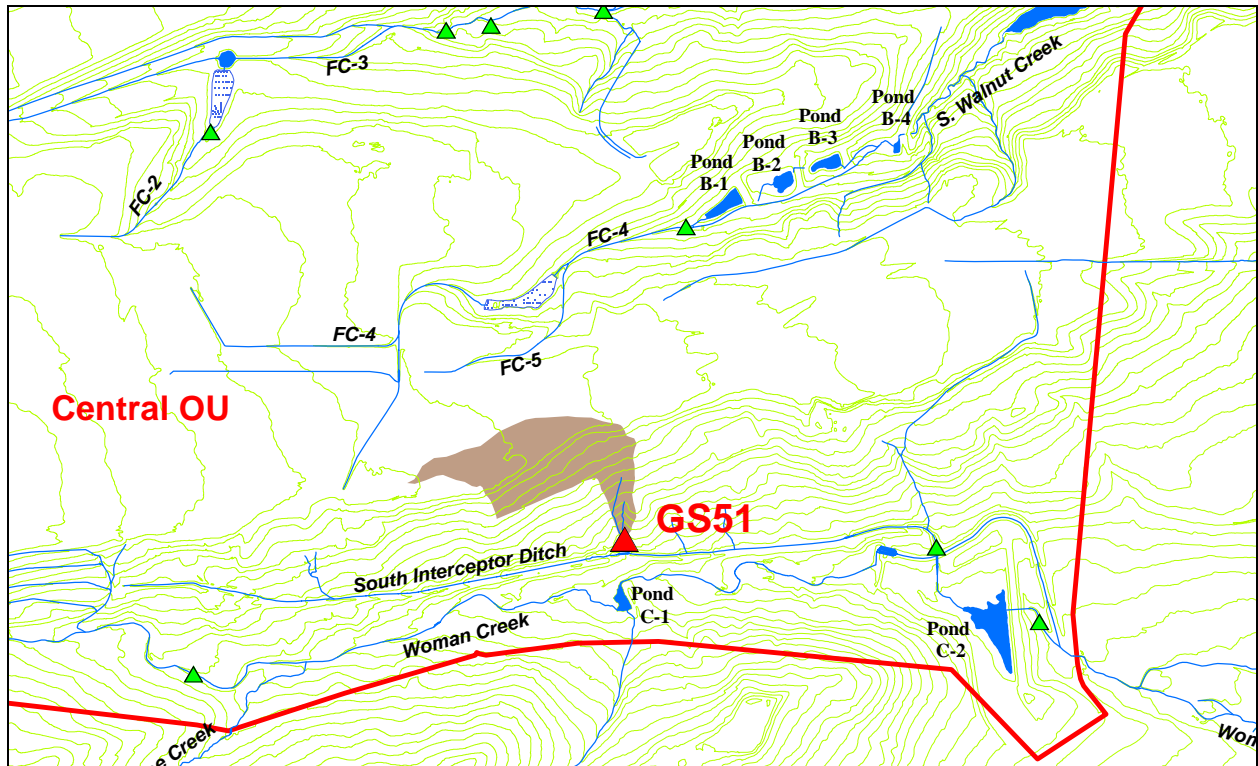 FC-3
S. Walnut Creek
Pond
B-4
Pond
B-3
Pond
B-2
Pond
B-1
FC-2
FC-4
FC-4
FC-5
Central OU
GS51
South Interceptor Ditch
Pond
C-1
Woman Creek
Pond
C-2
e Creek
Wom